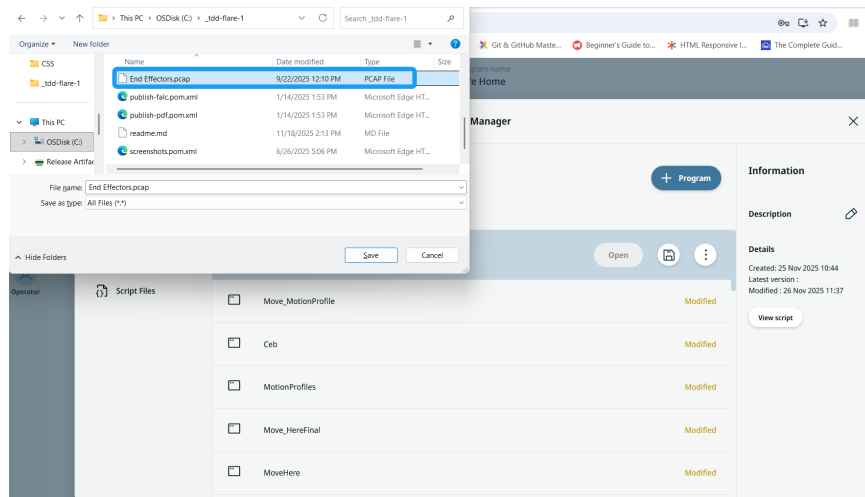 This PC > OSDisk (C:) > _tdd-flare-1
Search _tdd-flare-1
Organize
New folder
CSS
_tdd-flare-1
This PC
OSDisk (C:)
Release Artifac
Name Date modified Type Size
End Effectors.pcap 9/22/2025 12:10 PM PCAP File
publish-falc.pom.xml 1/14/2025 1:53 PM Microsoft Edge HT...
publish-pdf.pom.xml 1/14/2025 1:53 PM Microsoft Edge HT...
readme.md 11/18/2025 2:13 PM MD File
screenshots.pom.xml 6/26/2025 5:06 PM Microsoft Edge HT...
File name: End Effectors.pcap
Save as type: All Files (*.*)
Hide Folders
Save
Cancel
Git & GitHub Maste...
Beginner's Guide to...
HTML Responsive I...
The Complete Guid...
gram name
e Home
Manager
+ Program
Open
Operator
Script Files
Move_MotionProfile Modified
Ceb Modified
MotionProfiles Modified
Move_HereFinal Modified
MoveHere Modified
Information
Description
Details
Created: 25 Nov 2025 10:44
Latest version :
Modified : 26 Nov 2025 11:37
View script